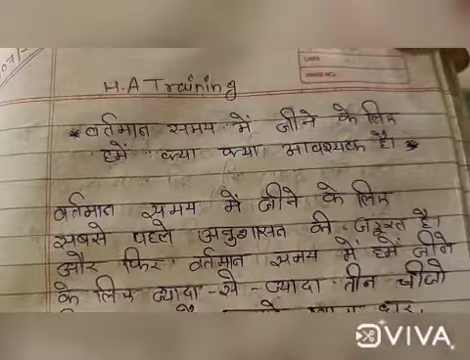 H.A Training
* वर्तमान समय में जीने के लिए
हमें क्या क्या आवश्यक है। *
वर्तमान समय में जीने के लिए
सबसे पहले अनुशासन की जरूरत है।
और फिर वर्तमान समय में हमें जीने
के लिए ज्यादा-से-ज्यादा तीन चीजो
VIVA